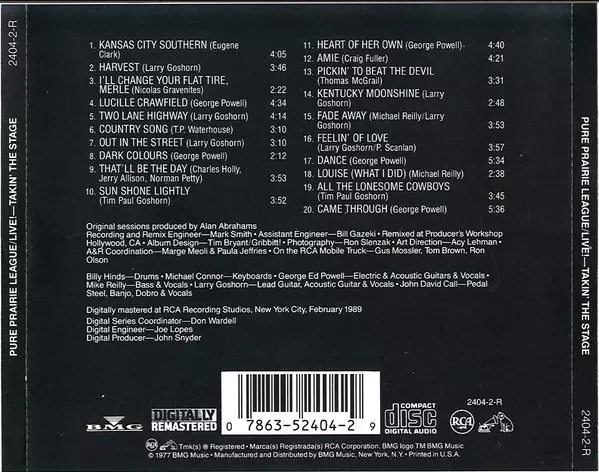 2404-2-R
PURE PRAIRIE LEAGUE/LIVE!—TAKIN' THE STAGE
1. KANSAS CITY SOUTHERN (Eugene
Clark) 4:05
2. HARVEST (Larry Goshorn) 3:46
3. I'LL CHANGE YOUR FLAT TIRE,
MERLE (Nicolas Gravenites) 2:22
4. LUCILLE CRAWFIELD (George Powell) 4:34
5. TWO LANE HIGHWAY (Larry Goshorn) 4:14
6. COUNTRY SONG (T.P. Waterhouse) 3:10
7. OUT IN THE STREET (Larry Goshorn) 3:10
8. DARK COLOURS (George Powell) 2:12
9. THAT'LL BE THE DAY (Charles Holly,
Jerry Allison, Norman Petty) 3:53
10. SUN SHONE LIGHTLY
(Tim Paul Goshorn) 3:52
11. HEART OF HER OWN (George Powell) 4:40
12. AMIE (Craig Fuller) 4:21
13. PICKIN' TO BEAT THE DEVIL
(Thomas McGrail) 3:31
14. KENTUCKY MOONSHINE (Larry
Goshorn) 2:48
15. FADE AWAY (Michael Reilly/Larry
Goshorn) 3:53
16. FEELIN' OF LOVE
(Larry Goshorn/P. Scanlan) 3:57
17. DANCE (George Powell) 5:34
18. LOUISE (WHAT I DID) (Michael Reilly) 2:38
19. ALL THE LONESOME COWBOYS
(Tim Paul Goshorn) 3:45
20. CAME THROUGH (George Powell) 5:36
Original sessions produced by Alan Abrahams
Recording and Remix Engineer—Mark Smith • Assistant Engineer—Bill Gazeki • Remixed at Producer's Workshop
Hollywood, CA • Album Design—Tim Bryant/Gribbitt! • Photography—Ron Slenzak • Art Direction—Acy Lehman •
A&R Coordination—Marge Meoli & Paula Jeffries • On the RCA Mobile Truck—Gus Mossler, Tom Brown, Ron
Olson
Billy Hinds—Drums • Michael Connor—Keyboards • George Ed Powell—Electric & Acoustic Guitars & Vocals •
Mike Reilly—Bass & Vocals • Larry Goshorn—Lead Guitar, Acoustic Guitar & Vocals • John David Call—Pedal
Steel, Banjo, Dobro & Vocals
Digitally mastered at RCA Recording Studios, New York City, February 1989
Digital Series Coordinator—Don Wardell
Digital Engineer—Joe Lopes
Digital Producer—John Snyder
BMG
DIGITALLY
REMASTERED
0 7863-52404-2 9
COMPACT
disc
DIGITAL AUDIO
RCA
2404-2-R
Tmk(s) ® Registered • Marca(s) Registrada(s) RCA Corporation. BMG logo TM BMG Music
© 1977 BMG Music • Manufactured and Distributed by BMG Music, New York, N.Y. • Printed in U.S.A.
PURE PRAIRIE LEAGUE/LIVE!—TAKIN' THE STAGE
2404-2-R